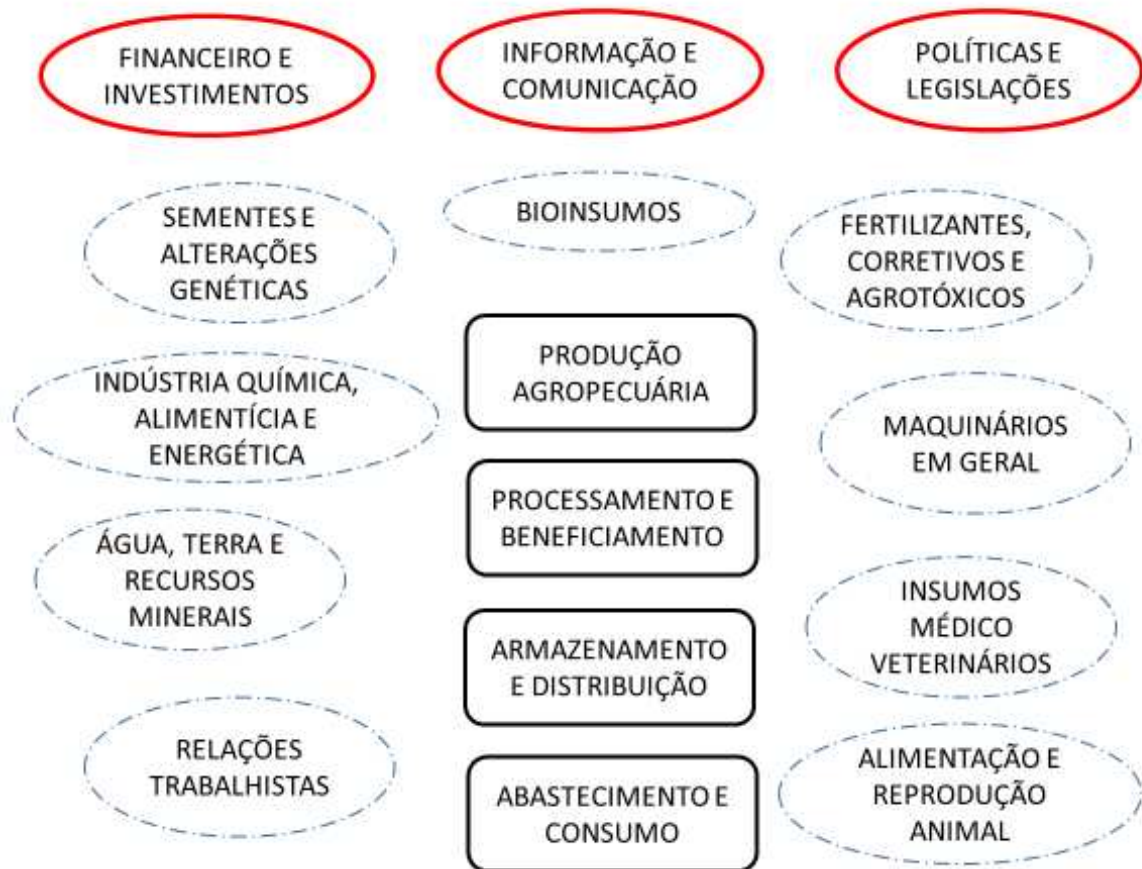 FINANCEIRO E
INVESTIMENTOS
INFORMAÇÃO E
COMUNICAÇÃO
POLÍTICAS E
LEGISLAÇÕES
SEMENTES E
ALTERAÇÕES
GENÉTICAS
BIOINSUMOS
FERTILIZANTES,
CORRETIVOS E
AGROTÓXICOS
INDÚSTRIA QUÍMICA,
ALIMENTÍCIA E
ENERGÉTICA
PRODUÇÃO
AGROPECUÁRIA
MAQUINÁRIOS
EM GERAL
ÁGUA, TERRA E
RECURSOS
MINERAIS
PROCESSAMENTO E
BENEFICIAMENTO
INSUMOS
MÉDICO
VETERINÁRIOS
ARMAZENAMENTO
E DISTRIBUIÇÃO
RELAÇÕES
TRABALHISTAS
ABASTECIMENTO E
CONSUMO
ALIMENTAÇÃO E
REPRODUÇÃO
ANIMAL